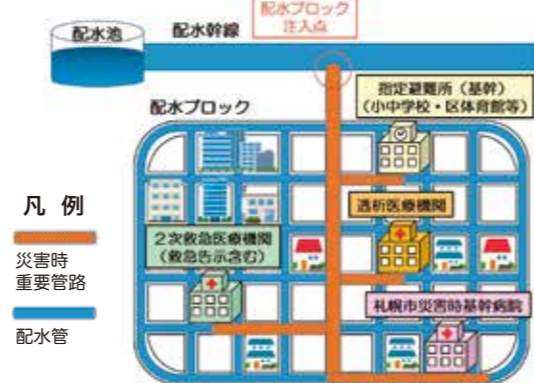 配水ブロック
注入点
配水池
配水幹線
指定避難所（基幹）
（小中学校・区体育館等）
配水ブロック
透析医療機関
凡 例
２次救急医療機関
（救急告示含む）
災害時
重要管路
札幌市災害時基幹病院
配水管